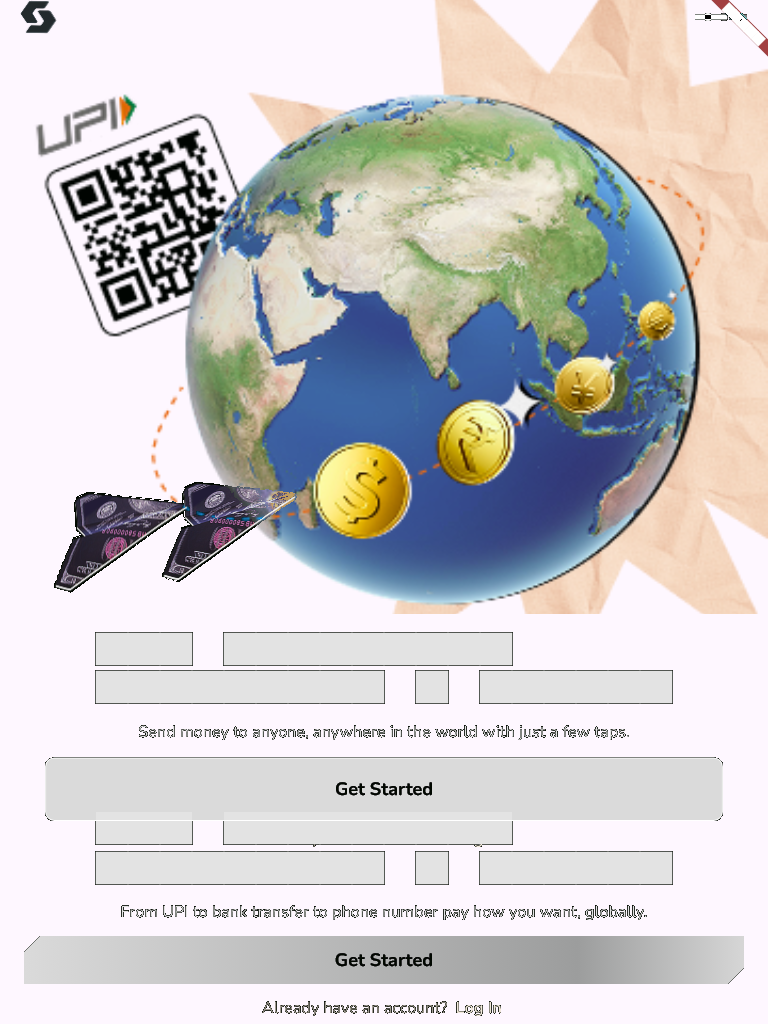 UPI
Send money to anyone, anywhere in the world with just a few taps.
Get Started
From UPI to bank transfer to phone number pay how you want, globally.
Get Started
Already have an account? Log In